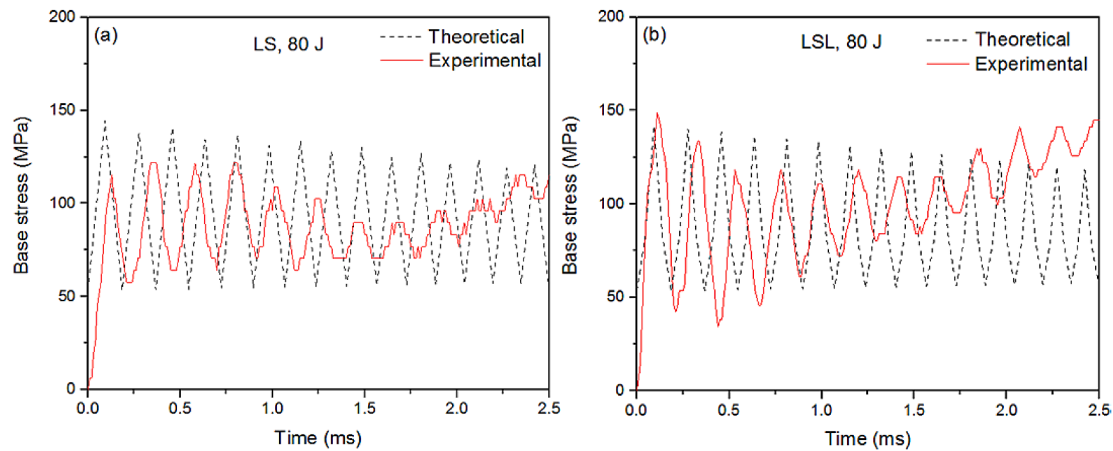 (a)
LS, 80 J
Theoretical
Experimental
Base stress (MPa)
200
150
100
50
0
0.0 0.5 1.0 1.5 2.0 2.5
Time (ms)
(b)
LSL, 80 J
Theoretical
Experimental
Base stress (MPa)
200
150
100
50
0
0.0 0.5 1.0 1.5 2.0 2.5
Time (ms)